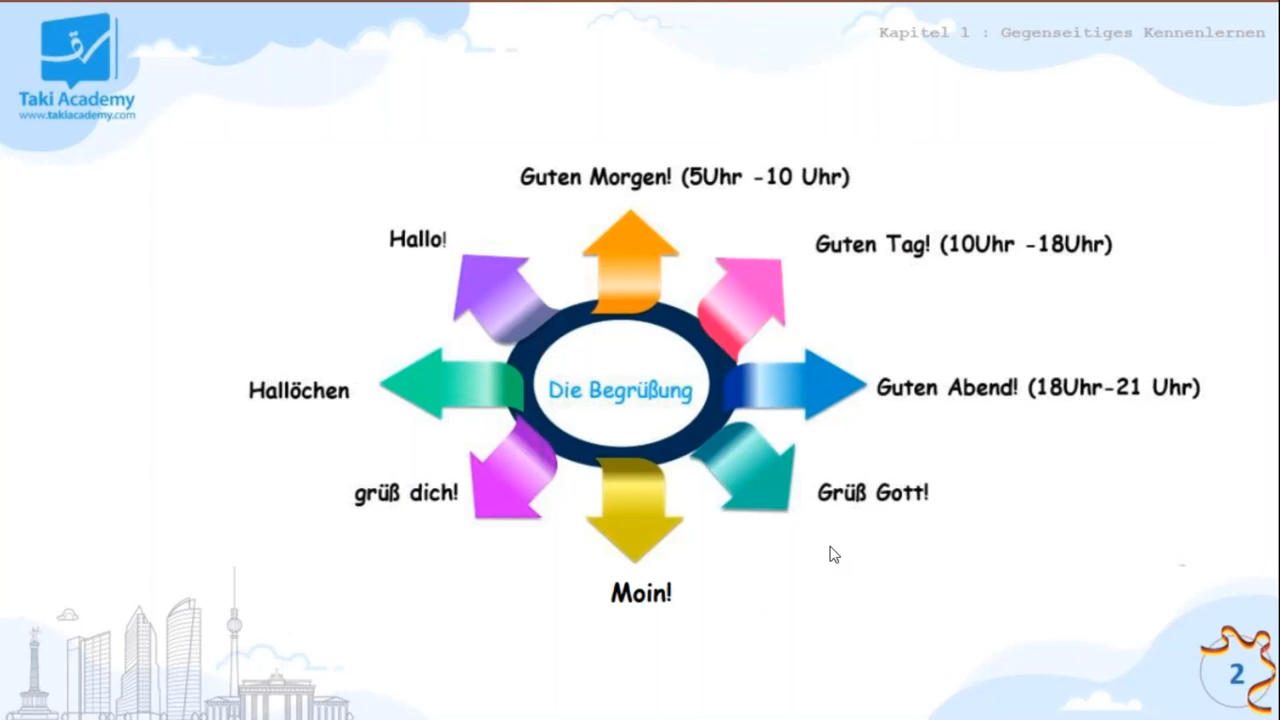 Kapitel 1 : Gegenseitiges Kennenlernen
Taki Academy
www.takiacademy.com
Guten Morgen! (5Uhr -10 Uhr)
Hallo!
Guten Tag! (10Uhr -18Uhr)
Hallöchen
Die Begrüßung
Guten Abend! (18Uhr-21 Uhr)
grüß dich!
Grüß Gott!
Moin!
2